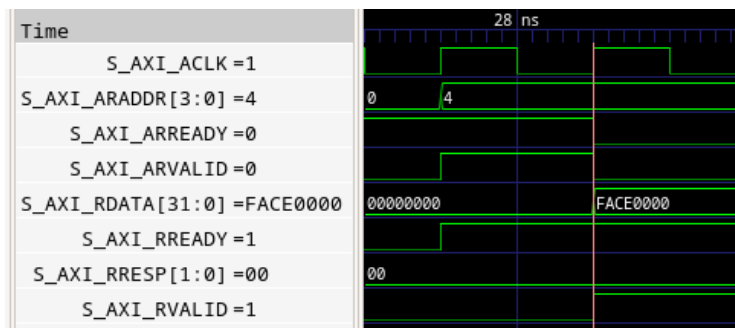 Time
28 ns
S_AXI_ACLK=1
S_AXI_ARADDR[3:0]=4 0 4
S_AXI_ARREADY=0
S_AXI_ARVALID=0
S_AXI_RDATA[31:0]=FACE0000 00000000 FACE0000
S_AXI_RREADY=1
S_AXI_RRESP[1:0]=00 00
S_AXI_RVALID=1